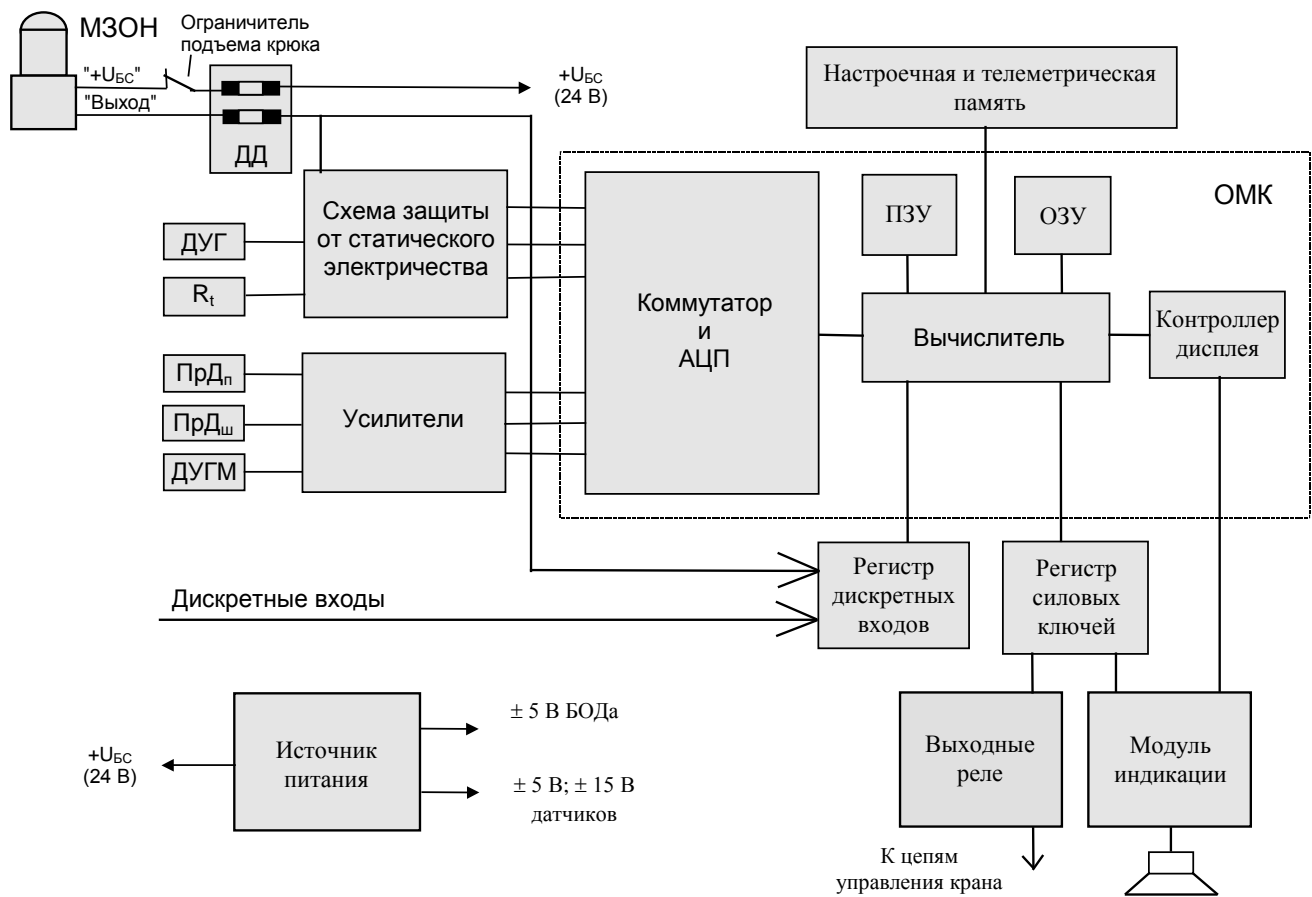 МЗОН
Ограничитель
подъема крюка
"+UБС"
"Выход"
ДД
+UБС
(24 В)
Настроечная и телеметрическая
память
ОМК
ПЗУ
ОЗУ
Схема защиты
от статического
электричества
ДУГ
Rt
Коммутатор
и
АЦП
Вычислитель
Контроллер
дисплея
ПрДп
ПрДш
ДУГМ
Усилители
Дискретные входы
Регистр
дискретных
входов
Регистр
силовых
ключей
+UБС
(24 В)
Источник
питания
± 5 В БОДа
± 5 В; ± 15 В
датчиков
Выходные
реле
Модуль
индикации
К цепям
управления крана